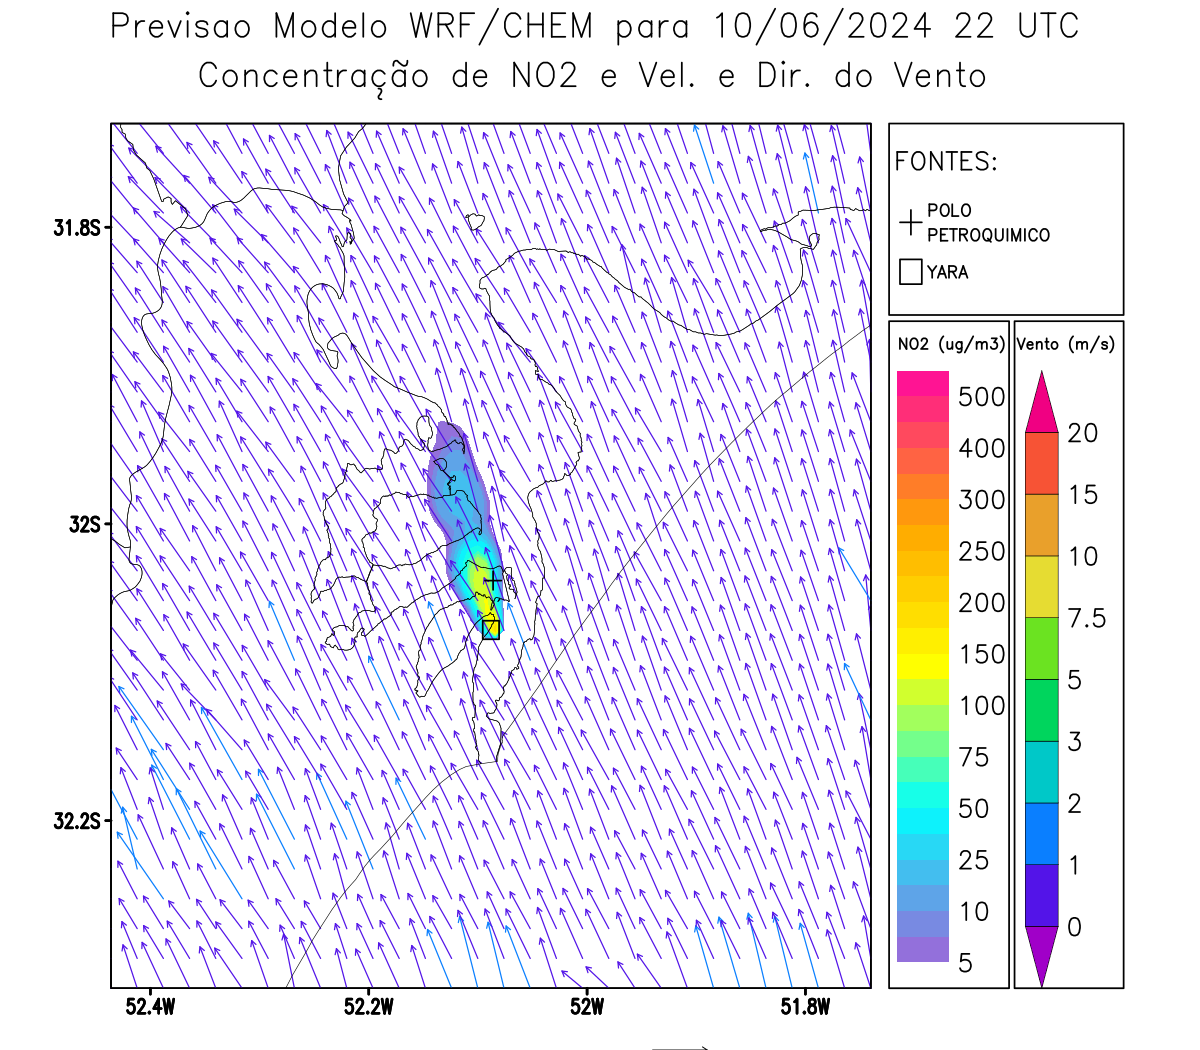 Previsao Modelo WRF/CHEM para 10/06/2024 22 UTC
Concentração de NO2 e Vel. e Dir. do Vento
FONTES:
POLO
PETROQUIMICO
YARA
NO2 (ug/m3)
500
400
300
250
200
150
100
75
50
25
10
5
Vento (m/s)
20
15
10
7.5
5
3
2
1
0
31.8S
32S
32.2S
52.4W
52.2W
52W
51.8W